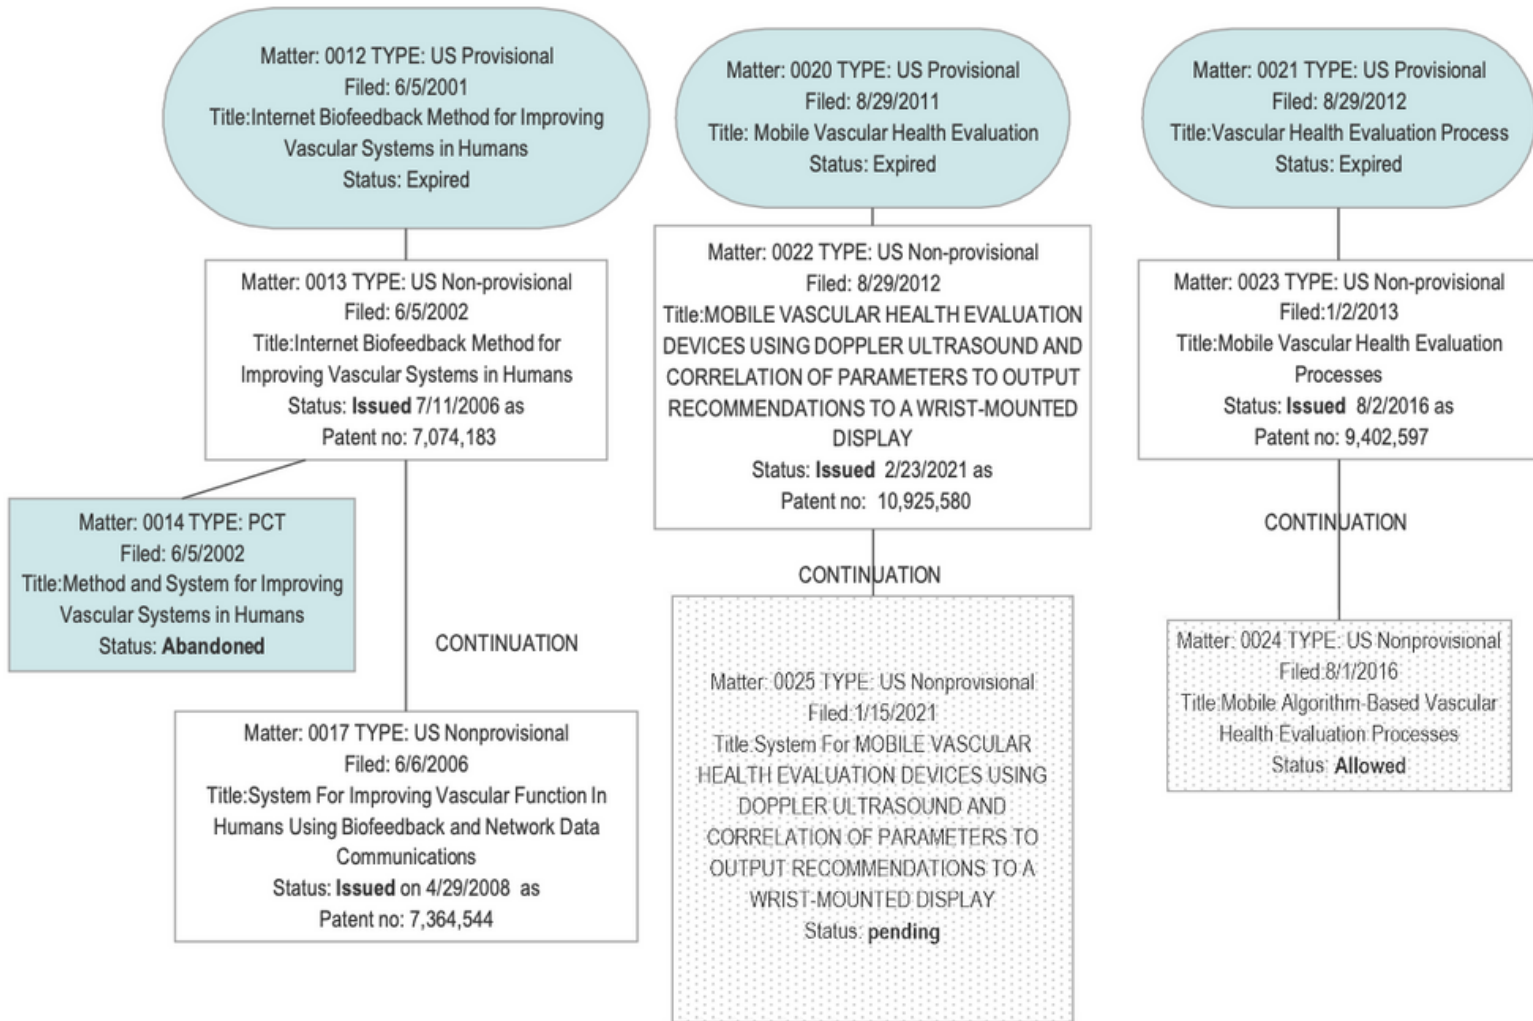 Matter: 0012 TYPE: US Provisional
Filed: 6/5/2001
Title:Internet Biofeedback Method for Improving
Vascular Systems in Humans
Status: Expired
Matter: 0013 TYPE: US Non-provisional
Filed: 6/5/2002
Title:Internet Biofeedback Method for
Improving Vascular Systems in Humans
Status: Issued 7/11/2006 as
Patent no: 7,074,183
Matter: 0014 TYPE: PCT
Filed: 6/5/2002
Title:Method and System for Improving
Vascular Systems in Humans
Status: Abandoned
CONTINUATION
Matter: 0017 TYPE: US Nonprovisional
Filed: 6/6/2006
Title:System For Improving Vascular Function In
Humans Using Biofeedback and Network Data
Communications
Status: Issued on 4/29/2008 as
Patent no: 7,364,544
Matter: 0020 TYPE: US Provisional
Filed: 8/29/2011
Title: Mobile Vascular Health Evaluation
Status: Expired
Matter: 0022 TYPE: US Non-provisional
Filed: 8/29/2012
Title:MOBILE VASCULAR HEALTH EVALUATION
DEVICES USING DOPPLER ULTRASOUND AND
CORRELATION OF PARAMETERS TO OUTPUT
RECOMMENDATIONS TO A WRIST-MOUNTED
DISPLAY
Status: Issued 2/23/2021 as
Patent no: 10,925,580
CONTINUATION
Matter: 0025 TYPE: US Nonprovisional
Filed:1/15/2021
Title:System For MOBILE VASCULAR
HEALTH EVALUATION DEVICES USING
DOPPLER ULTRASOUND AND
CORRELATION OF PARAMETERS TO
OUTPUT RECOMMENDATIONS TO A
WRIST-MOUNTED DISPLAY
Status: pending
Matter: 0021 TYPE: US Provisional
Filed: 8/29/2012
Title:Vascular Health Evaluation Process
Status: Expired
Matter: 0023 TYPE: US Non-provisional
Filed:1/2/2013
Title:Mobile Vascular Health Evaluation
Processes
Status: Issued 8/2/2016 as
Patent no: 9,402,597
CONTINUATION
Matter: 0024 TYPE: US Nonprovisional
Filed:8/1/2016
Title:Mobile Algorithm-Based Vascular
Health Evaluation Processes
Status: Allowed